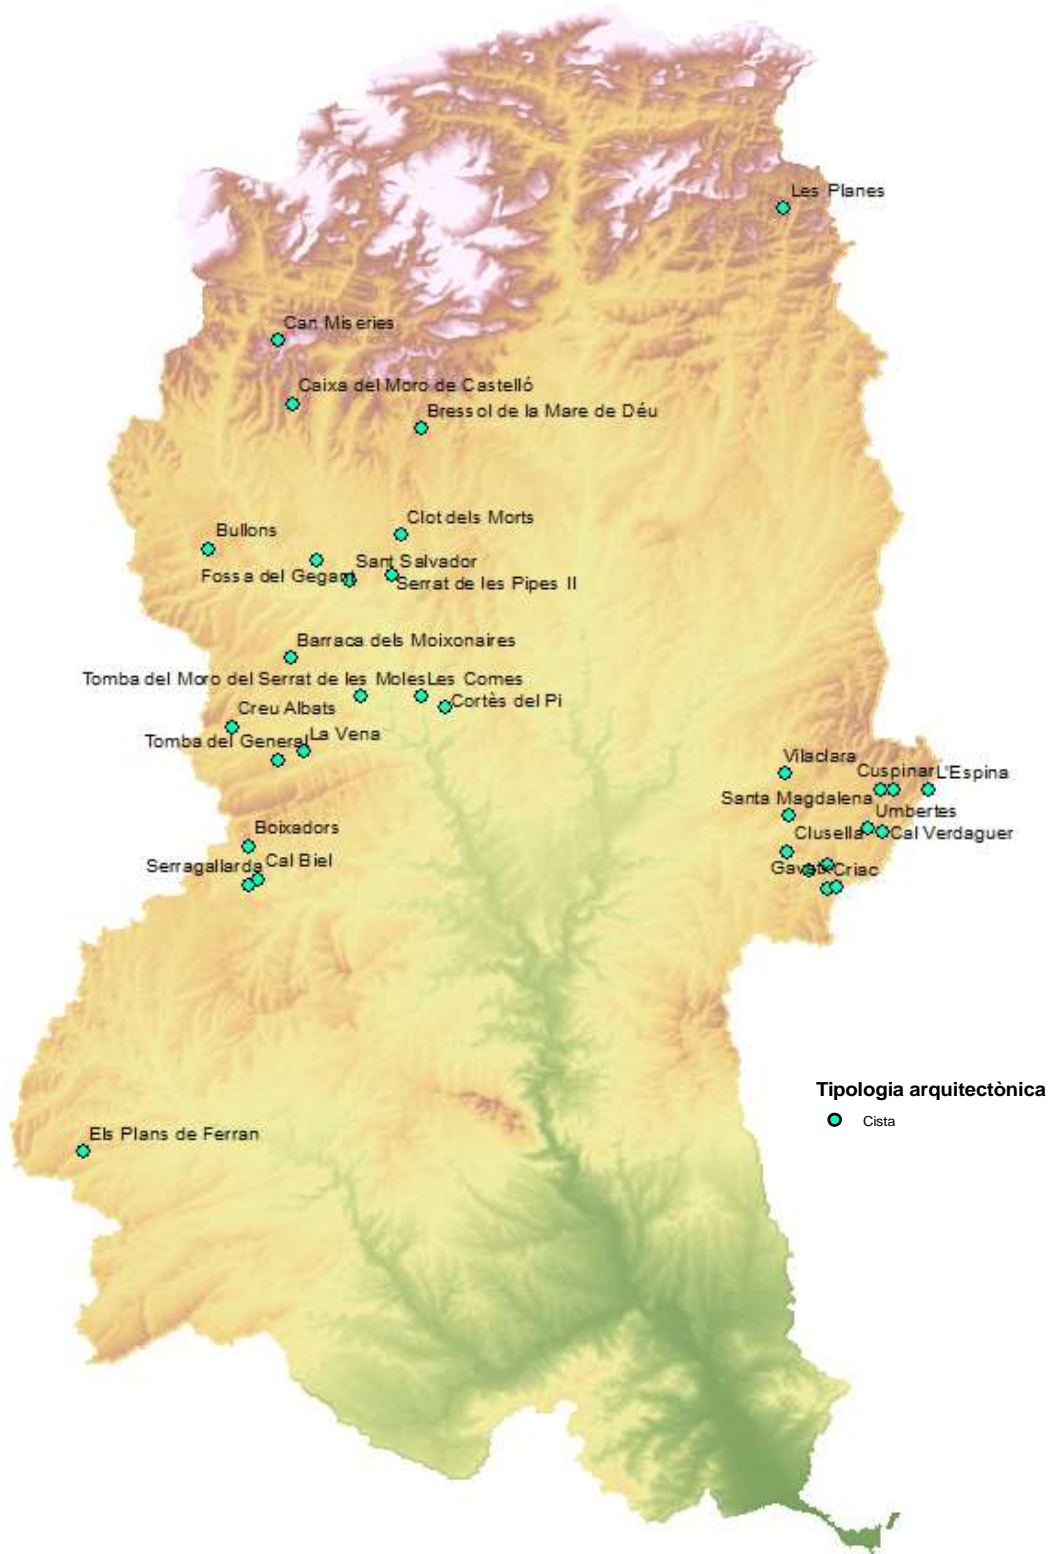 Les Planes
Can Miseries
Caixa del Moro de Castelló
Bressol de la Mare de Déu
Clot dels Morts
Bullons
Sant Salvador
Fossa del Gegant
Serrat de les Pipes II
Barraca dels Moixonaires
Tomba del Moro del Serrat de les Moles
Les Comes
Cortès del Pi
Creu Albats
La Vena
Tomba del General
Vilaclara
Cuspinar
L'Espina
Santa Magdalena
Umbertes
Clusella
Cal Verdaguer
Boixadors
Cal Biel
Serragallarda
Criac
Tipologia arquitectònica
Cista
Els Plans de Ferran